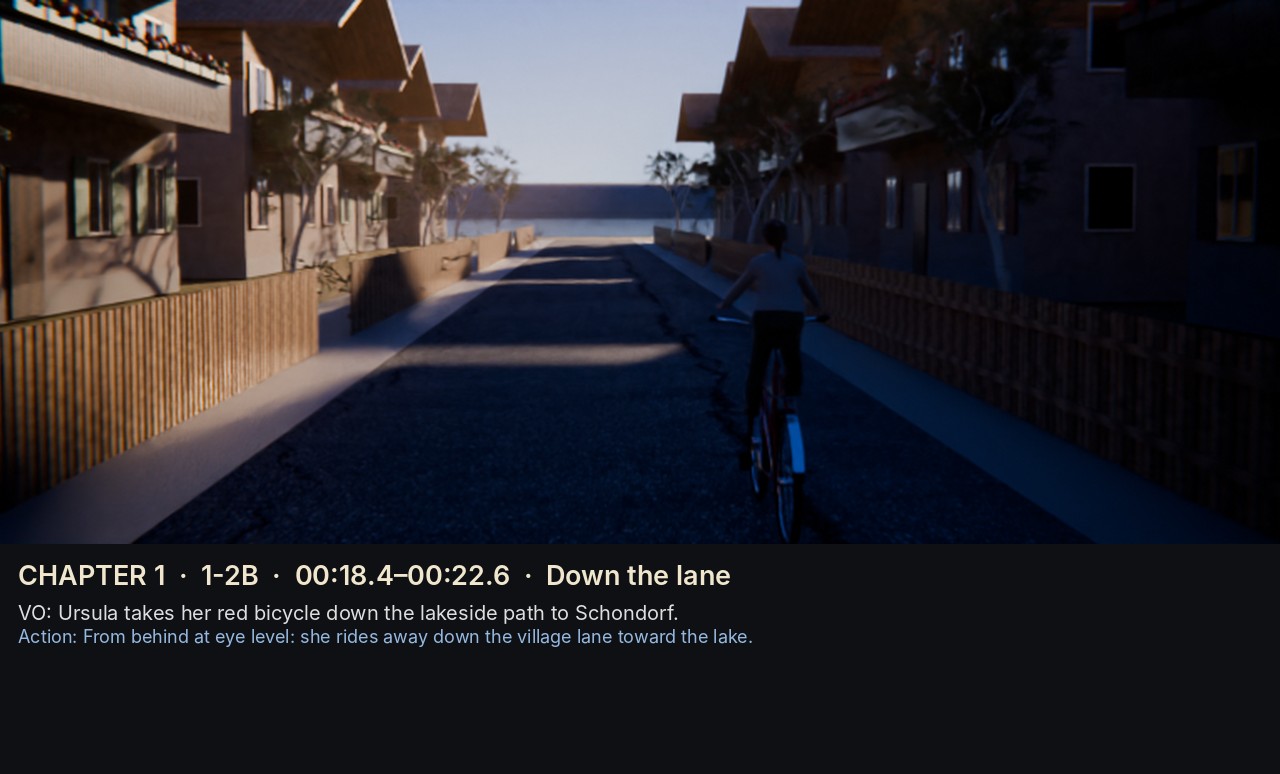 CHAPTER 1 · 1-2B · 00:18.4–00:22.6 · Down the lane
VO: Ursula takes her red bicycle down the lakeside path to Schondorf.
Action: From behind at eye level: she rides away down the village lane toward the lake.